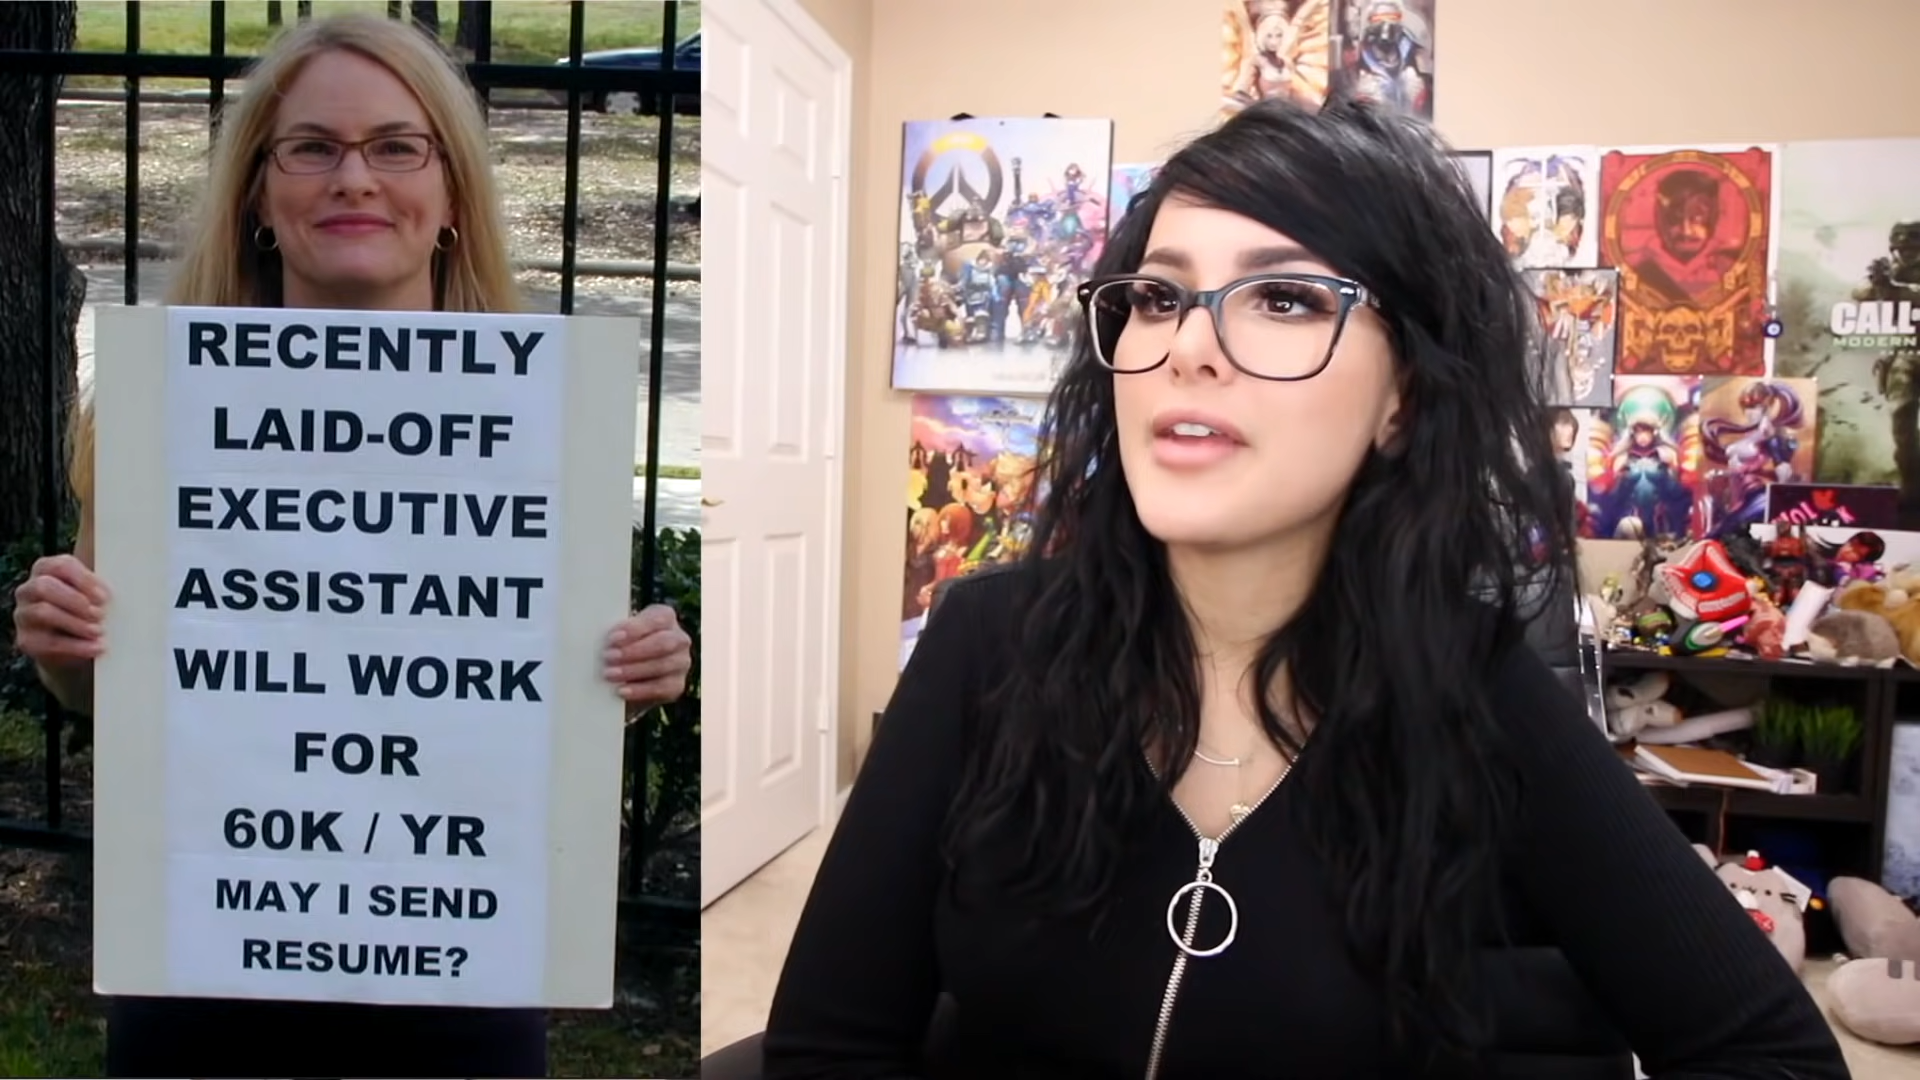 RECENTLY
LAID-OFF
EXECUTIVE
ASSISTANT
WILL WORK
FOR
60K / YR
MAY I SEND
RESUME?
CALL
MODERN